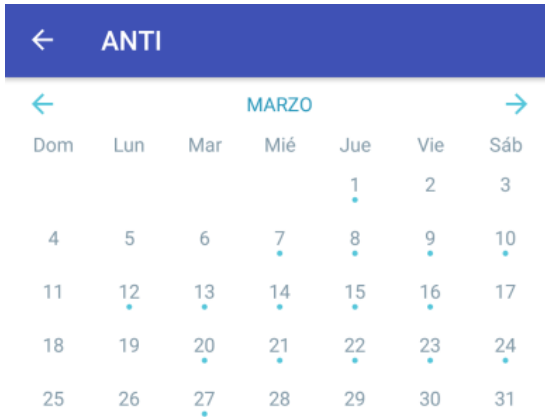 ANTI
MARZO
Dom Lun Mar Mié Jue Vie Sáb
1 2 3
4 5 6 7 8 9 10
11 12 13 14 15 16 17
18 19 20 21 22 23 24
25 26 27 28 29 30 31